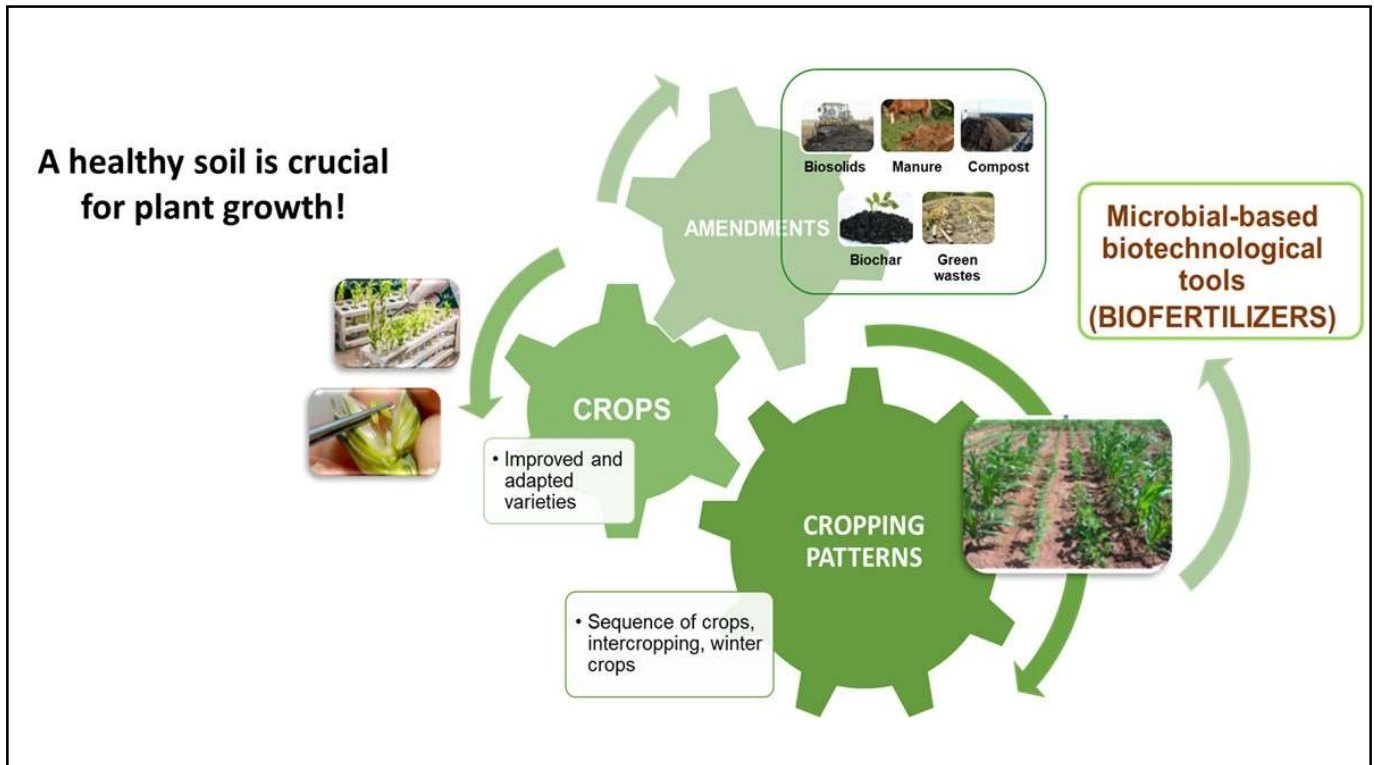 A healthy soil is crucial
for plant growth!
AMENDMENTS
Biosolids
Manure
Compost
Biochar
Green
wastes
Microbial-based
biotechnological
tools
(BIOFERTILIZERS)
CROPS
• Improved and
adapted
varieties
CROPPING
PATTERNS
• Sequence of crops,
intercropping, winter
crops